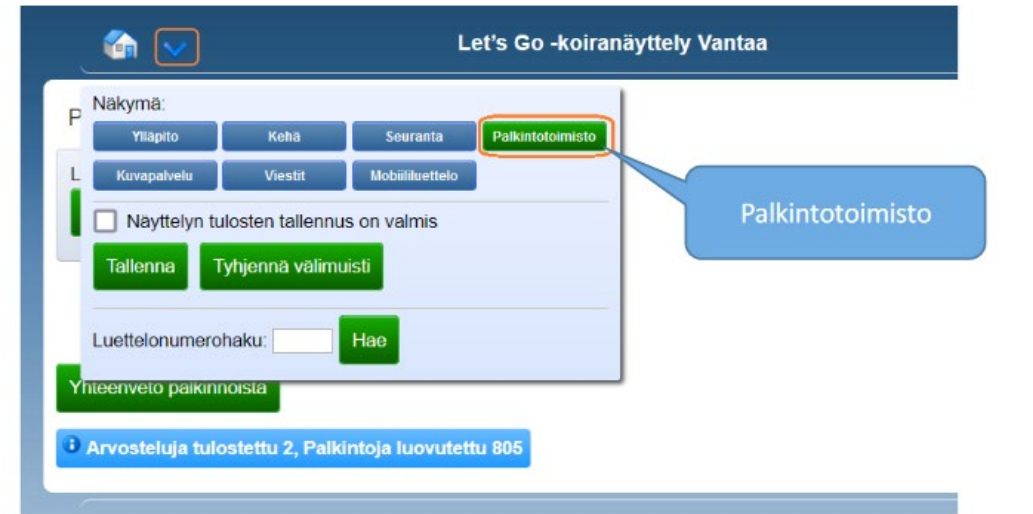 Let's Go -koiranäyttely Vantaa
P
Näkymä:
Ylläpito Kehä Seuranta Palkintotoimisto
L
Kuvapalvelu Viestit Mobiililuettelo
Palkintotoimisto
Näyttelyn tulosten tallennus on valmis
Tallenna Tyhjennä välimuisti
Luettelonumerohaku: Hae
Yhteenveto palkinnoista
Arvosteluja tulostettu 2, Palkintoja luovutettu 805